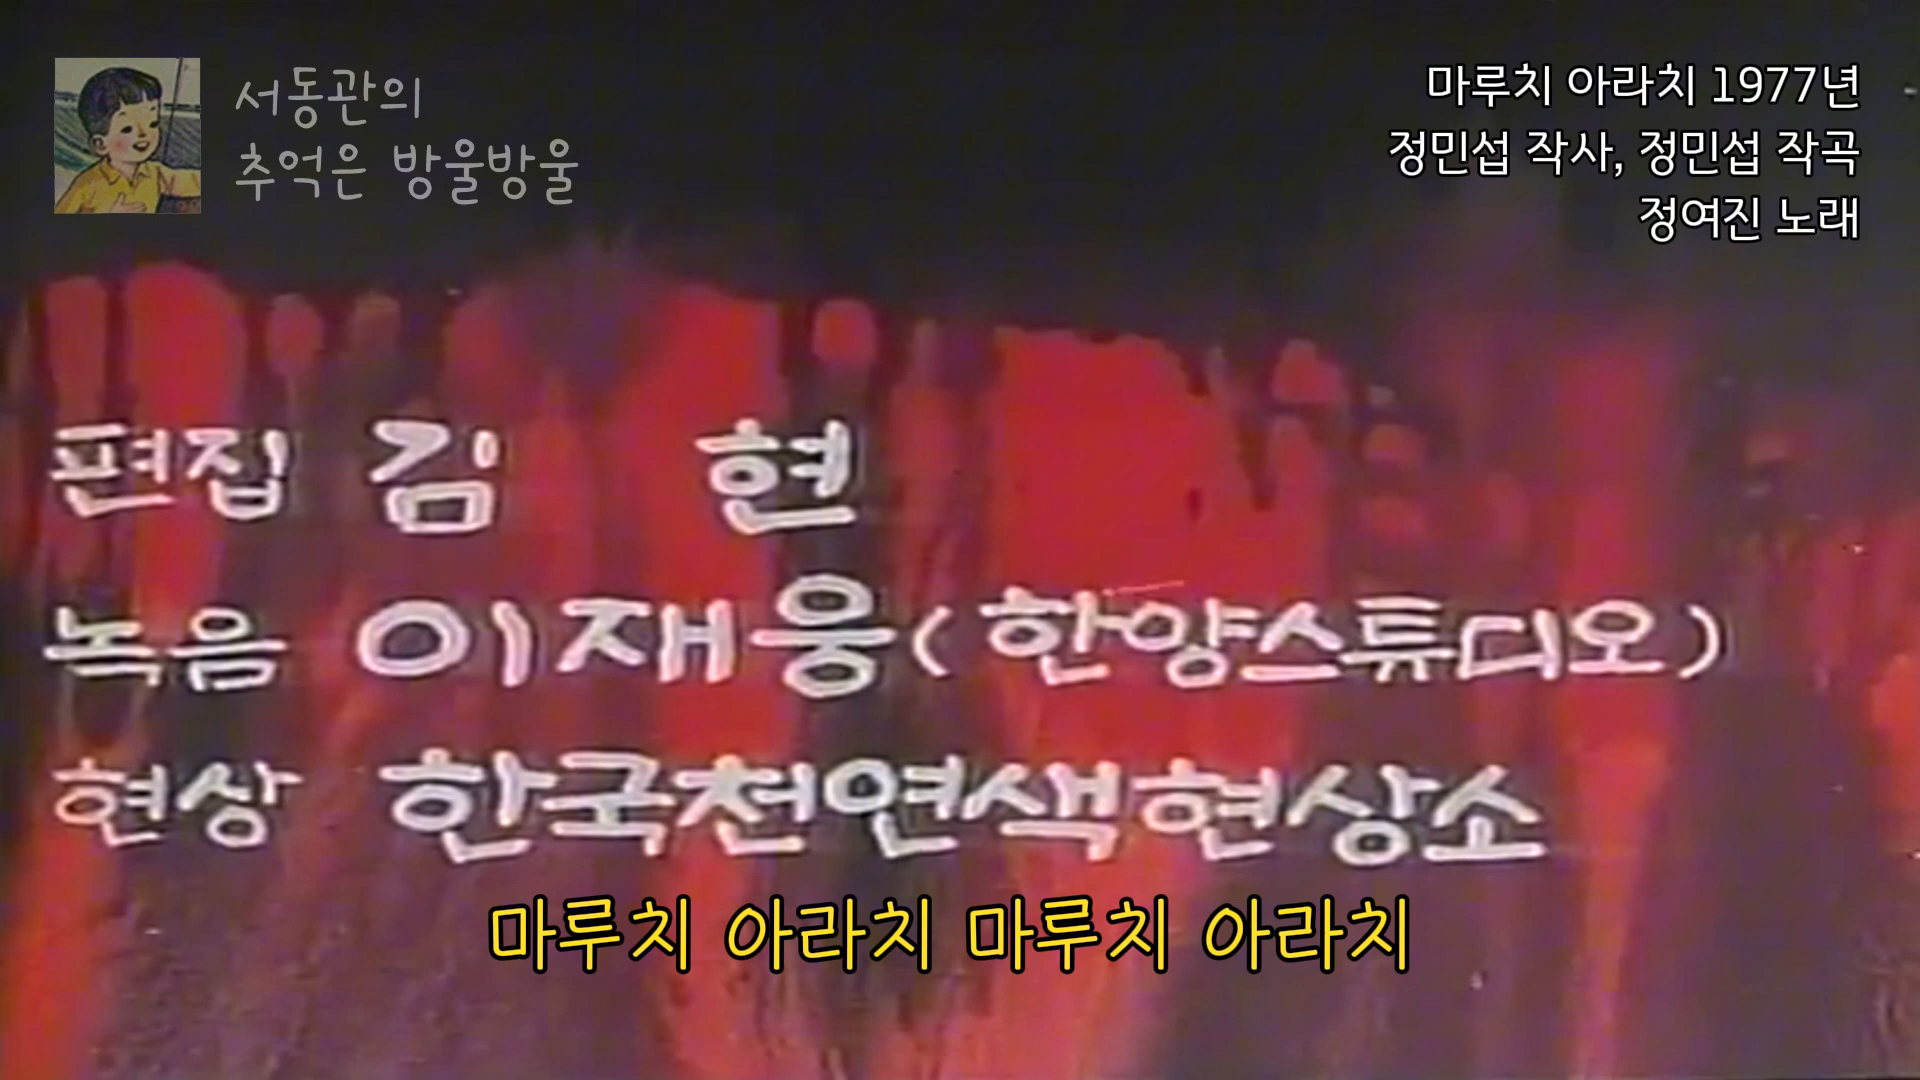 서동관의
추억은 방울방울
마루치 아라치 1977년
정민섭 작사, 정민섭 작곡
정여진 노래
편집 김 현
녹음 이재웅 (한양스튜디오)
현상 한국천연색현상소
마루치 아라치 마루치 아라치